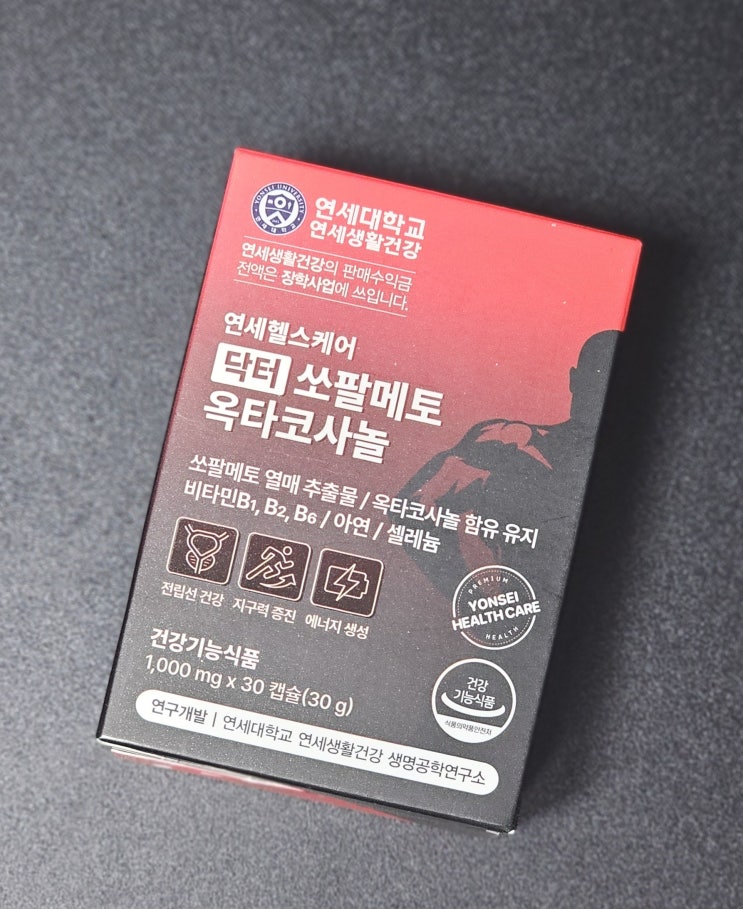 YONSEI UNIVERSITY
연세대학교
연세대학교
연세생활건강
연세생활건강의 판매수익금
전액은 장학사업에 쓰입니다.
연세헬스케어
닥터 쏘팔메토
옥타코사놀
쏘팔메토 열매 추출물 / 옥타코사놀 함유 유지
비타민B1, B2, B6 / 아연 / 셀레늄
전립선 건강 지구력 증진 에너지 생성
PREMIUM
YONSEI
HEALTH CARE
HEALTH
건강기능식품
1,000 mg x 30 캡슐(30 g)
건강
기능식품
식품의약품안전처
연구개발 | 연세대학교 연세생활건강 생명공학연구소